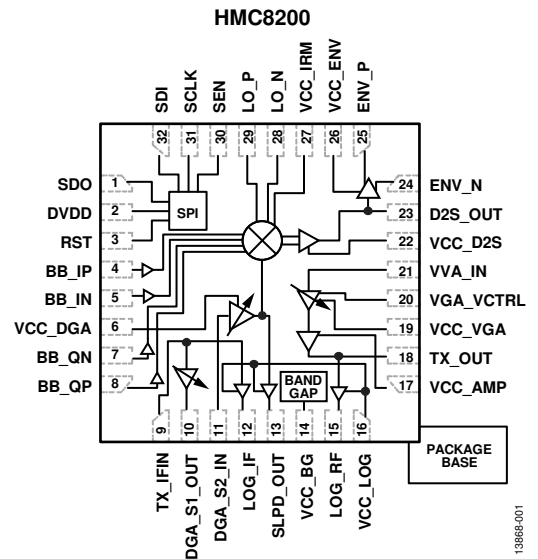 HMC8200
SDI
SCLK
SEN
LO_P
LO_N
VCC_IRM
VCC_ENV
ENV_P
32
31
30
29
28
27
26
25
SDO 1
DVDD 2
RST 3
BB_IP 4
BB_IN 5
VCC_DGA 6
BB_QN 7
BB_QP 8
SPI
24 ENV_N
23 D2S_OUT
22 VCC_D2S
21 VVA_IN
20 VGA_VCTRL
19 VCC_VGA
18 TX_OUT
17 VCC_AMP
BAND
GAP
9
10
11
12
13
14
15
16
TX_IFIN
DGA_S1_OUT
DGA_S2_IN
LOG_IF
SLPD_OUT
VCC_BG
LOG_RF
VCC_LOG
PACKAGE
BASE
13868-001